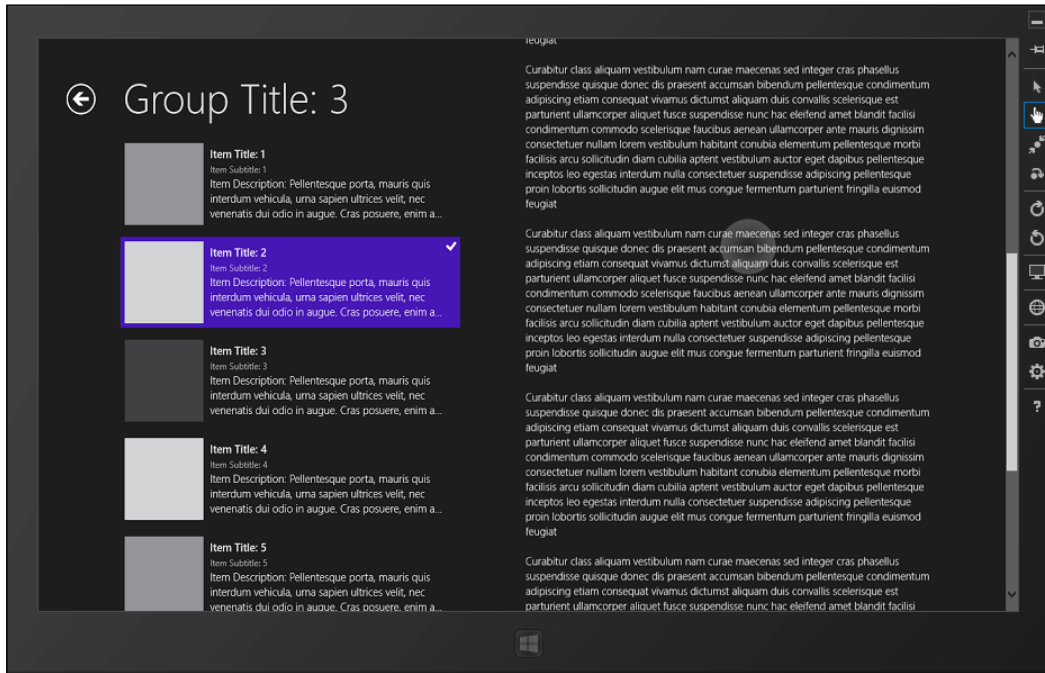 Group Title: 3
Item Title: 1
Item Subtitle: 1
Item Description: Pellentesque porta, mauris quis
interdum vehicula, urna sapien ultrices velit, nec
venenatis dui odio in augue. Cras posuere, enim a...
Item Title: 2
Item Subtitle: 2
Item Description: Pellentesque porta, mauris quis
interdum vehicula, urna sapien ultrices velit, nec
venenatis dui odio in augue. Cras posuere, enim a...
Item Title: 3
Item Subtitle: 3
Item Description: Pellentesque porta, mauris quis
interdum vehicula, urna sapien ultrices velit, nec
venenatis dui odio in augue. Cras posuere, enim a...
Item Title: 4
Item Subtitle: 4
Item Description: Pellentesque porta, mauris quis
interdum vehicula, urna sapien ultrices velit, nec
venenatis dui odio in augue. Cras posuere, enim a...
Item Title: 5
Item Subtitle: 5
Item Description: Pellentesque porta, mauris quis
interdum vehicula, urna sapien ultrices velit, nec
venenatis dui odio in augue. Cras posuere, enim a...
feugiat
Curabitur class aliquam vestibulum nam curae maecenas sed integer cras phasellus
suspendisse quisque donec dis praesent accumsan bibendum pellentesque condimentum
adipiscing etiam consequat vivamus dictumst aliquam duis convallis scelerisque est
parturient ullamcorper aliquet fusce suspendisse nunc hac eleifend amet blandit facilisi
condimentum commodo scelerisque faucibus aenean ullamcorper ante mauris dignissim
consectetuer nullam lorem vestibulum habitant conubia elementum pellentesque morbi
facilisis arcu sollicitudin diam cubilia aptent vestibulum auctor eget dapibus pellentesque
inceptos leo egestas interdum nulla consectetuer suspendisse adipiscing pellentesque
proin lobortis sollicitudin augue elit mus congue fermentum parturient fringilla euismod
feugiat
Curabitur class aliquam vestibulum nam curae maecenas sed integer cras phasellus
suspendisse quisque donec dis praesent accumsan bibendum pellentesque condimentum
adipiscing etiam consequat vivamus dictumst aliquam duis convallis scelerisque est
parturient ullamcorper aliquet fusce suspendisse nunc hac eleifend amet blandit facilisi
condimentum commodo scelerisque faucibus aenean ullamcorper ante mauris dignissim
consectetuer nullam lorem vestibulum habitant conubia elementum pellentesque morbi
facilisis arcu sollicitudin diam cubilia aptent vestibulum auctor eget dapibus pellentesque
inceptos leo egestas interdum nulla consectetuer suspendisse adipiscing pellentesque
proin lobortis sollicitudin augue elit mus congue fermentum parturient fringilla euismod
feugiat
Curabitur class aliquam vestibulum nam curae maecenas sed integer cras phasellus
suspendisse quisque donec dis praesent accumsan bibendum pellentesque condimentum
adipiscing etiam consequat vivamus dictumst aliquam duis convallis scelerisque est
parturient ullamcorper aliquet fusce suspendisse nunc hac eleifend amet blandit facilisi
condimentum commodo scelerisque faucibus aenean ullamcorper ante mauris dignissim
consectetuer nullam lorem vestibulum habitant conubia elementum pellentesque morbi
facilisis arcu sollicitudin diam cubilia aptent vestibulum auctor eget dapibus pellentesque
inceptos leo egestas interdum nulla consectetuer suspendisse adipiscing pellentesque
proin lobortis sollicitudin augue elit mus congue fermentum parturient fringilla euismod
feugiat
Curabitur class aliquam vestibulum nam curae maecenas sed integer cras phasellus
suspendisse quisque donec dis praesent accumsan bibendum pellentesque condimentum
adipiscing etiam consequat vivamus dictumst aliquam duis convallis scelerisque est
parturient ullamcorper aliquet fusce suspendisse nunc hac eleifend amet blandit facilisi